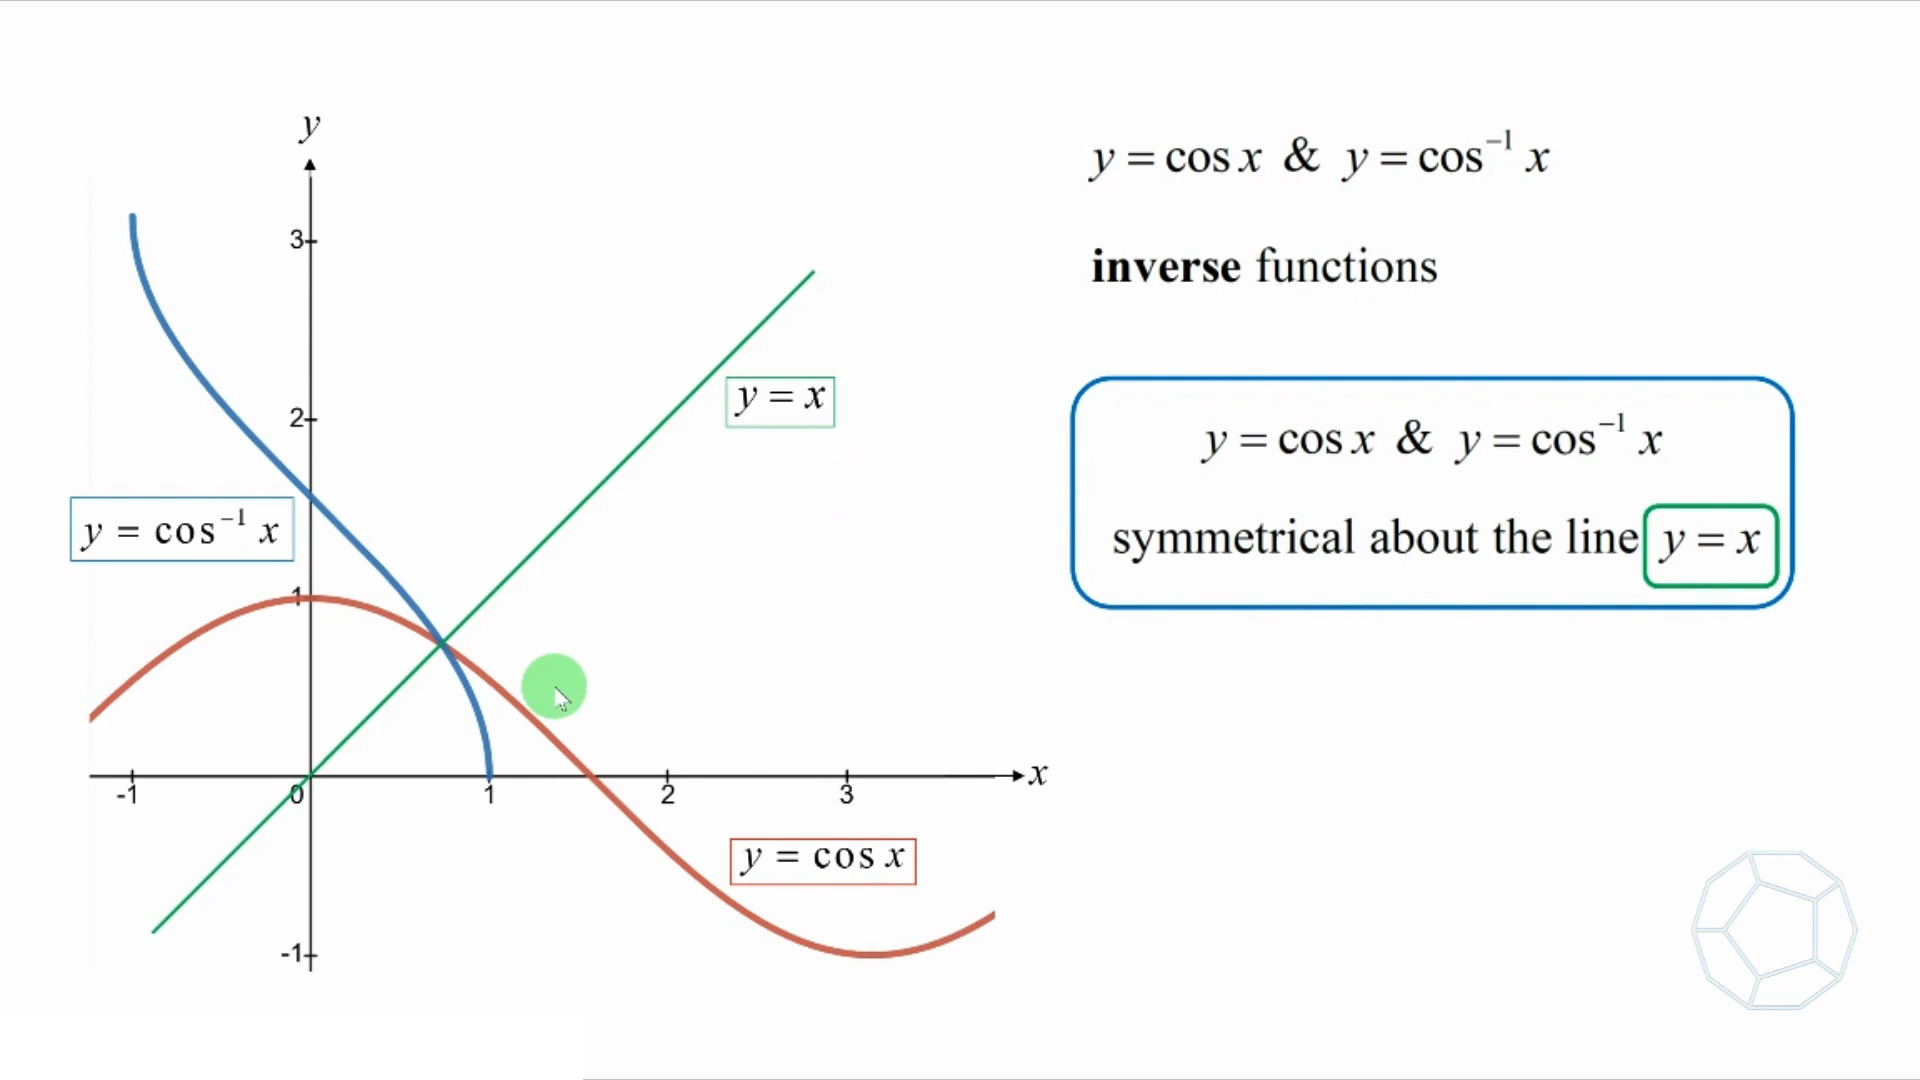 y
y = cos x & y = cos⁻¹ x
inverse functions
3
y = x
2
y = cos x & y = cos⁻¹ x
y = cos⁻¹ x
symmetrical about the line y = x
1
x
-1 0 1 2 3
y = cos x
-1